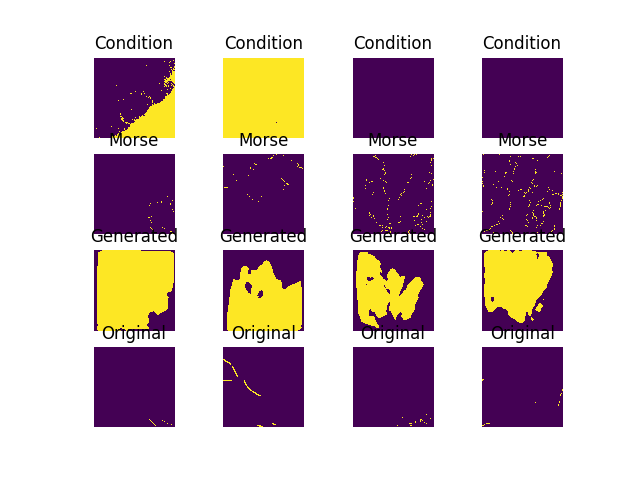 Condition Condition Condition Condition
Morse Morse Morse Morse
Generated Generated Generated Generated
Original Original Original Original